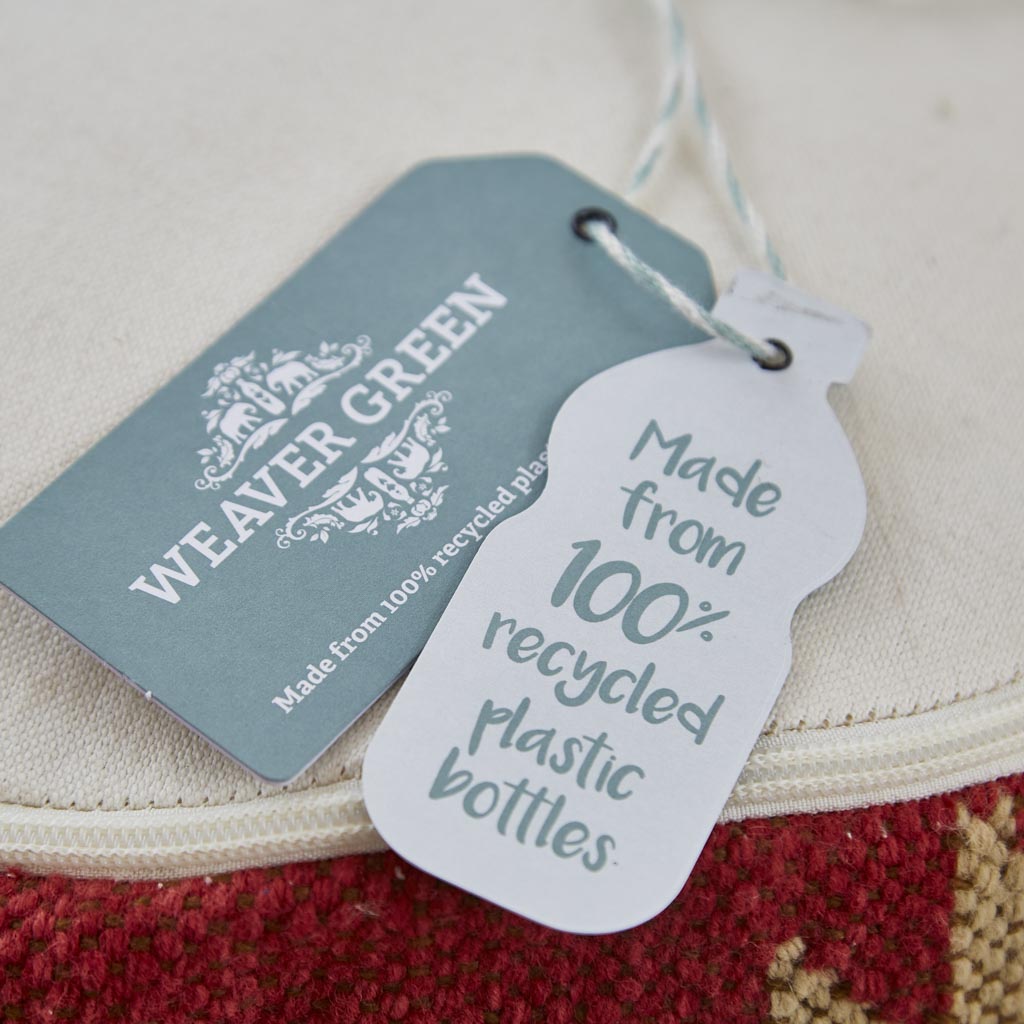 WEAVER GREEN
Made from 100% recycled plas
Made
from
100%
recycled
plastic
bottles.